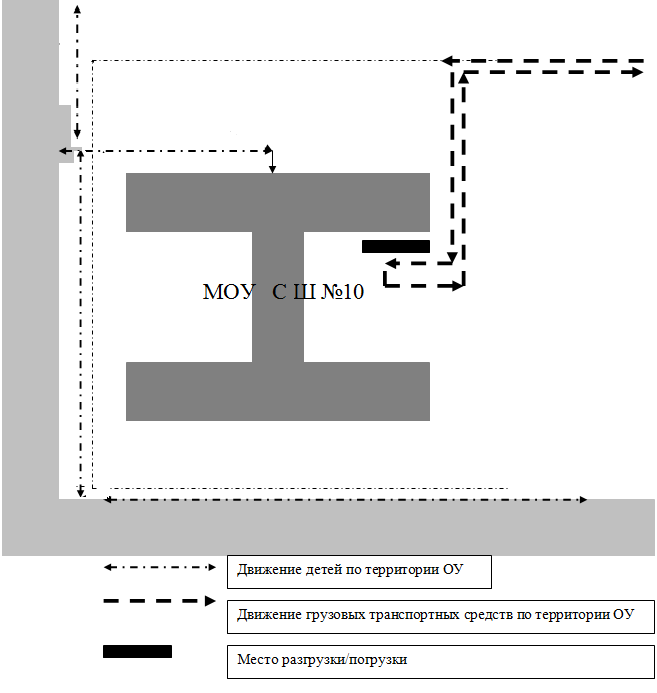 МОУ С Ш №10
Движение детей по территории ОУ
Движение грузовых транспортных средств по территории ОУ
Место разгрузки/погрузки